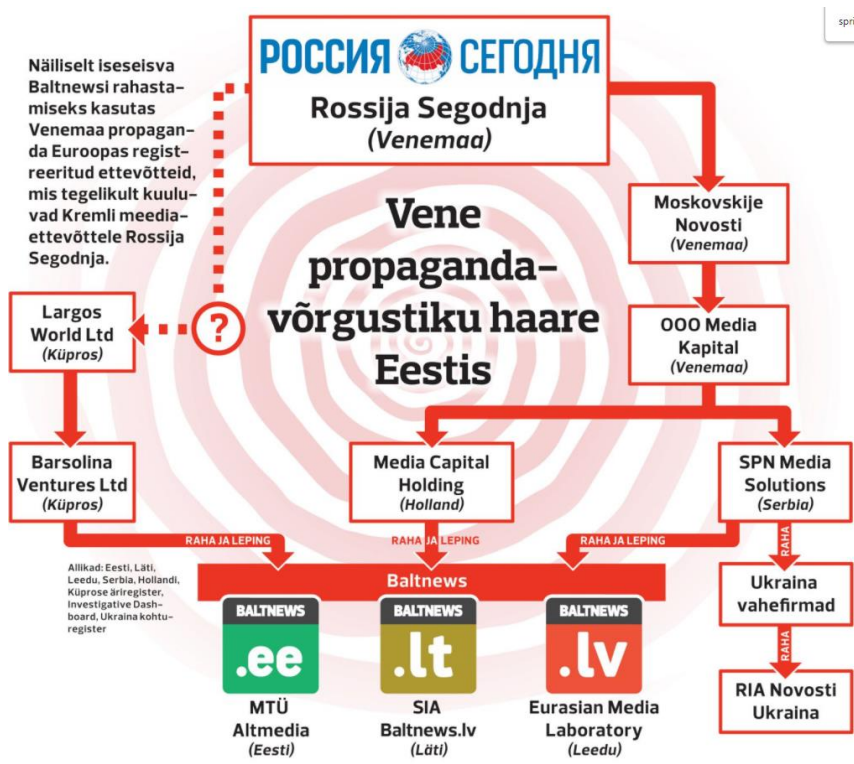 spri
РОССИЯ СЕГОДНЯ
Rossija Segodnja
(Venemaa)
Näiliselt iseseisva
Baltnewsi rahasta-
miseks kasutas
Venemaa propagan-
da Euroopas regist-
reeritud ettevõtteid,
mis tegelikult kuulu-
vad Kremli meedia-
ettevõttele Rossija
Segodnja.
Vene
propaganda-
võrgustiku haare
Eestis
Moskovskije
Novosti
(Venemaa)
Largos
World Ltd
(Küpros)
?
OOO Media
Kapital
(Venemaa)
Barsolina
Ventures Ltd
(Küpros)
Media Capital
Holding
(Holland)
SPN Media
Solutions
(Serbia)
RAHA JA LEPING
RAHA JA LEPING
RAHA JA LEPING
RAHA
Allikad: Eesti, Läti,
Leedu, Serbia, Hollandi,
Küprose äriregister,
Investigative Dash-
board, Ukraina kohtu-
register
Baltnews
Ukraina
vahefirmad
BALTNEWS
.ee
BALTNEWS
.lt
BALTNEWS
.lv
RAHA
MTÜ
Altmedia
(Eesti)
SIA
Baltnews.lv
(Läti)
Eurasian Media
Laboratory
(Leedu)
RIA Novosti
Ukraina